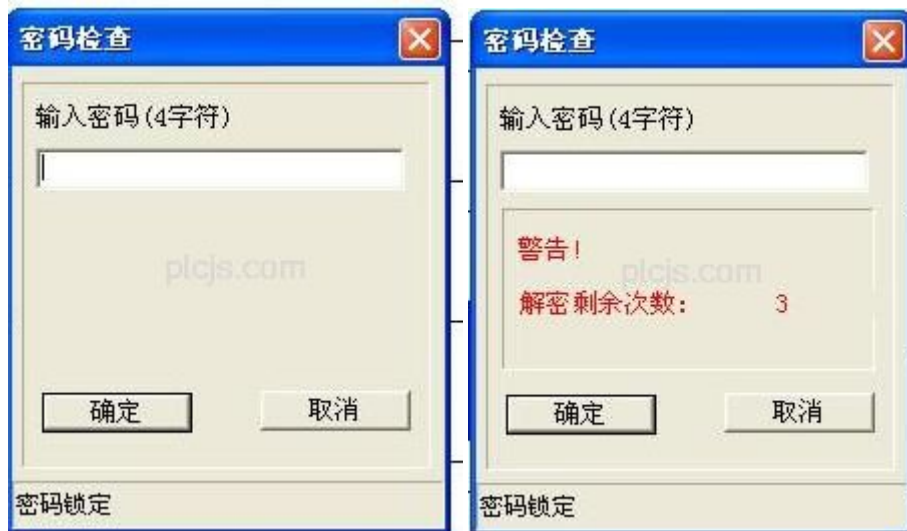 密码检查
输入密码(4字符)
plcjs.com
确定
取消
密码锁定
密码检查
输入密码(4字符)
警告!
plcjs.com
解密剩余次数: 3
确定
取消
密码锁定